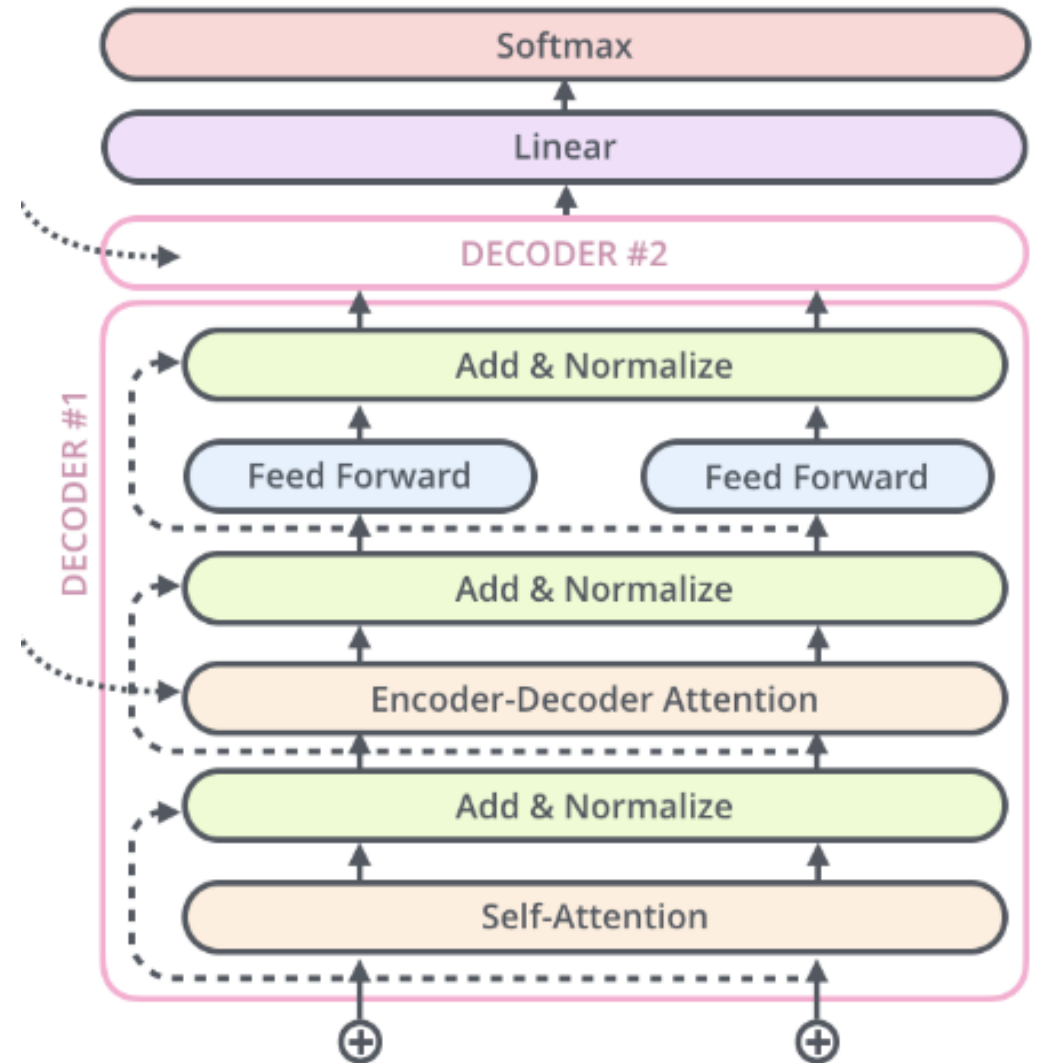 Softmax
Linear
DECODER #2
DECODER #1
Add & Normalize
Feed Forward
Feed Forward
Add & Normalize
Encoder-Decoder Attention
Add & Normalize
Self-Attention